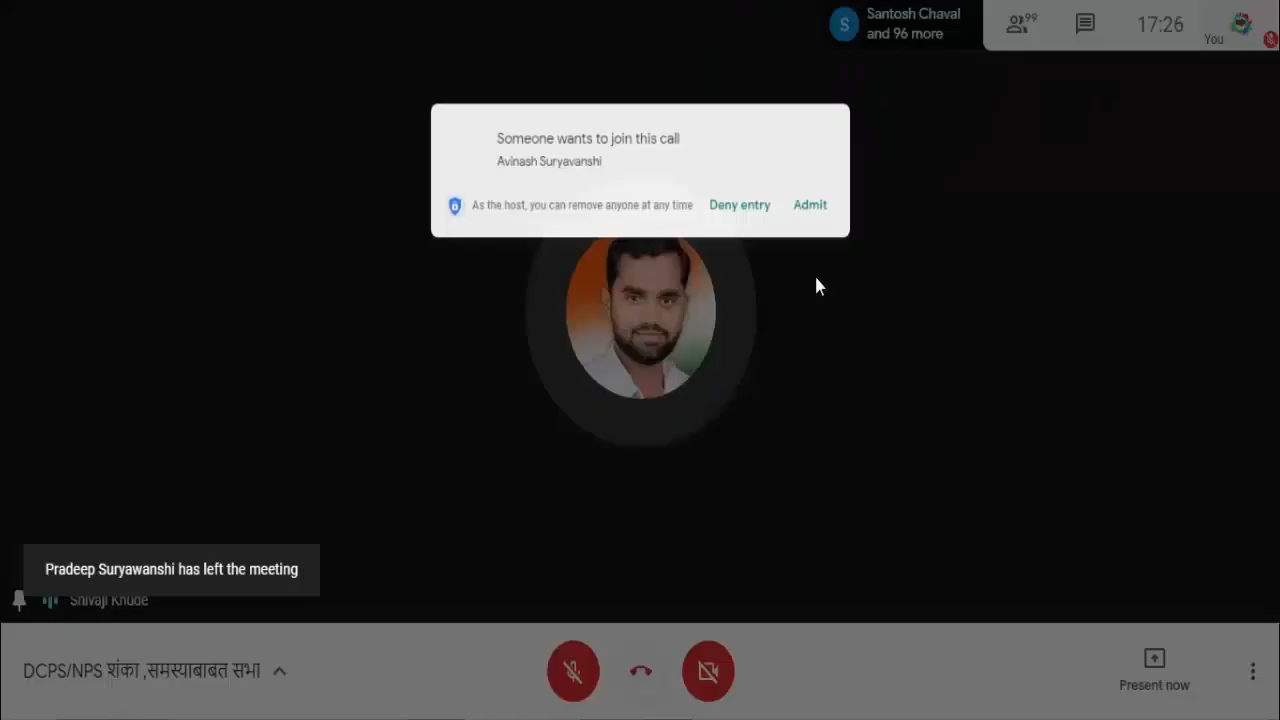 Santosh Chaval
and 96 more
S
99
17:26
You
Someone wants to join this call
Avinash Suryavanshi
As the host, you can remove anyone at any time
Deny entry
Admit
Pradeep Suryawanshi has left the meeting
Shivaji Khude
DCPS/NPS शंका ,समस्याबाबत सभा
Present now